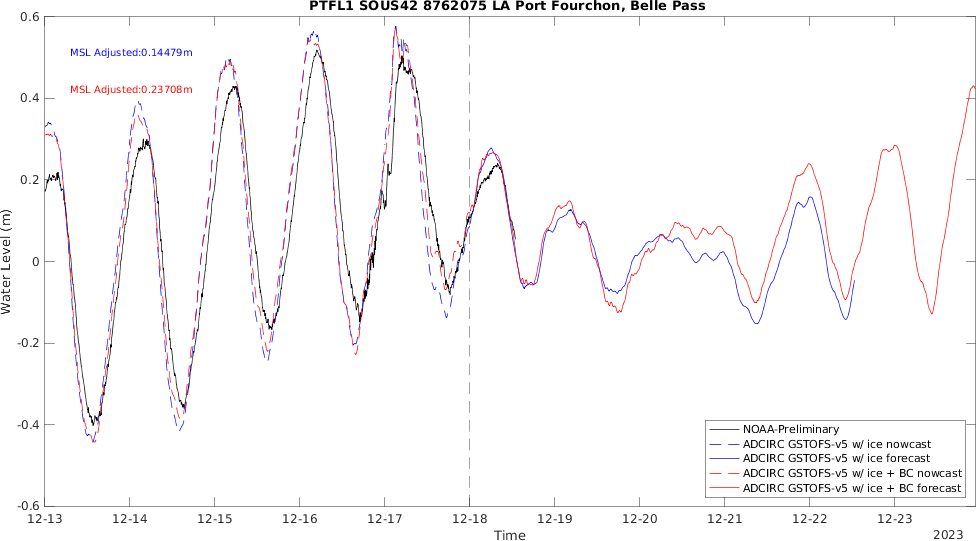 PTFL1 SOUS42 8762075 LA Port Fourchon, Belle Pass
MSL Adjusted:0.14479m
MSL Adjusted:0.23708m
Water Level (m)
0.6
0.4
0.2
0
-0.2
-0.4
-0.6
NOAA-Preliminary
ADCIRC GSTOFS-v5 w/ ice nowcast
ADCIRC GSTOFS-v5 w/ ice forecast
ADCIRC GSTOFS-v5 w/ ice + BC nowcast
ADCIRC GSTOFS-v5 w/ ice + BC forecast
12-13 12-14 12-15 12-16 12-17 12-18 12-19 12-20 12-21 12-22 12-23
Time
2023